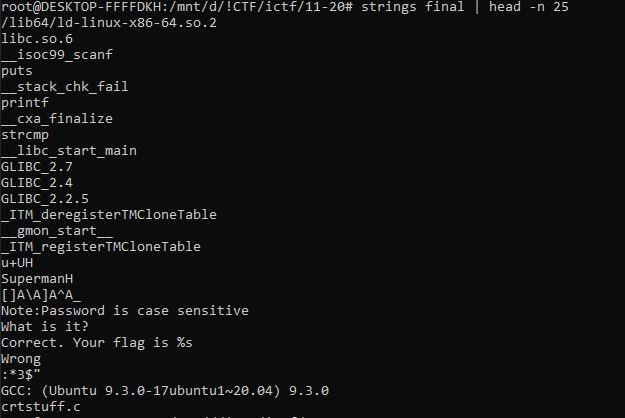 root@DESKTOP-FFFFDKH:/mnt/d/!CTF/ictf/11-20# strings final | head -n 25
/lib64/ld-linux-x86-64.so.2
libc.so.6
__isoc99_scanf
puts
__stack_chk_fail
printf
__cxa_finalize
strcmp
__libc_start_main
GLIBC_2.7
GLIBC_2.4
GLIBC_2.2.5
_ITM_deregisterTMCloneTable
__gmon_start__
_ITM_registerTMCloneTable
u+UH
SupermanH
[]A\A]A^A_
Note:Password is case sensitive
What is it?
Correct. Your flag is %s
Wrong
:*3$"
GCC: (Ubuntu 9.3.0-17ubuntu1~20.04) 9.3.0
crtstuff.c